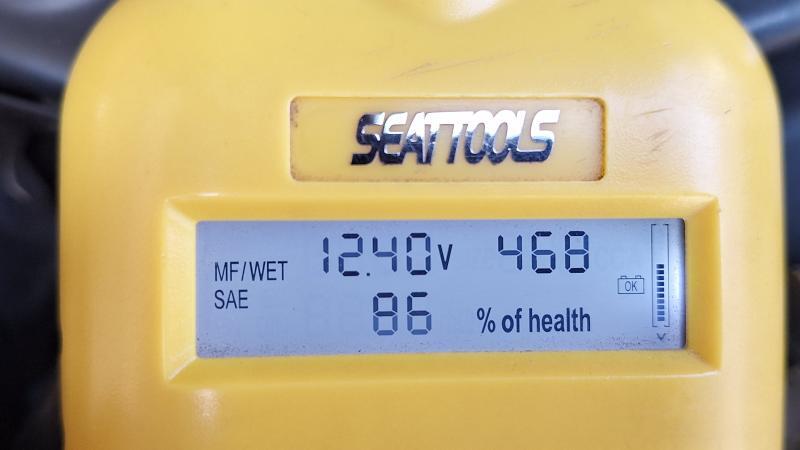 SEATTOOLS
MF/WET 12.40V 468
SAE 86 % of health
OK